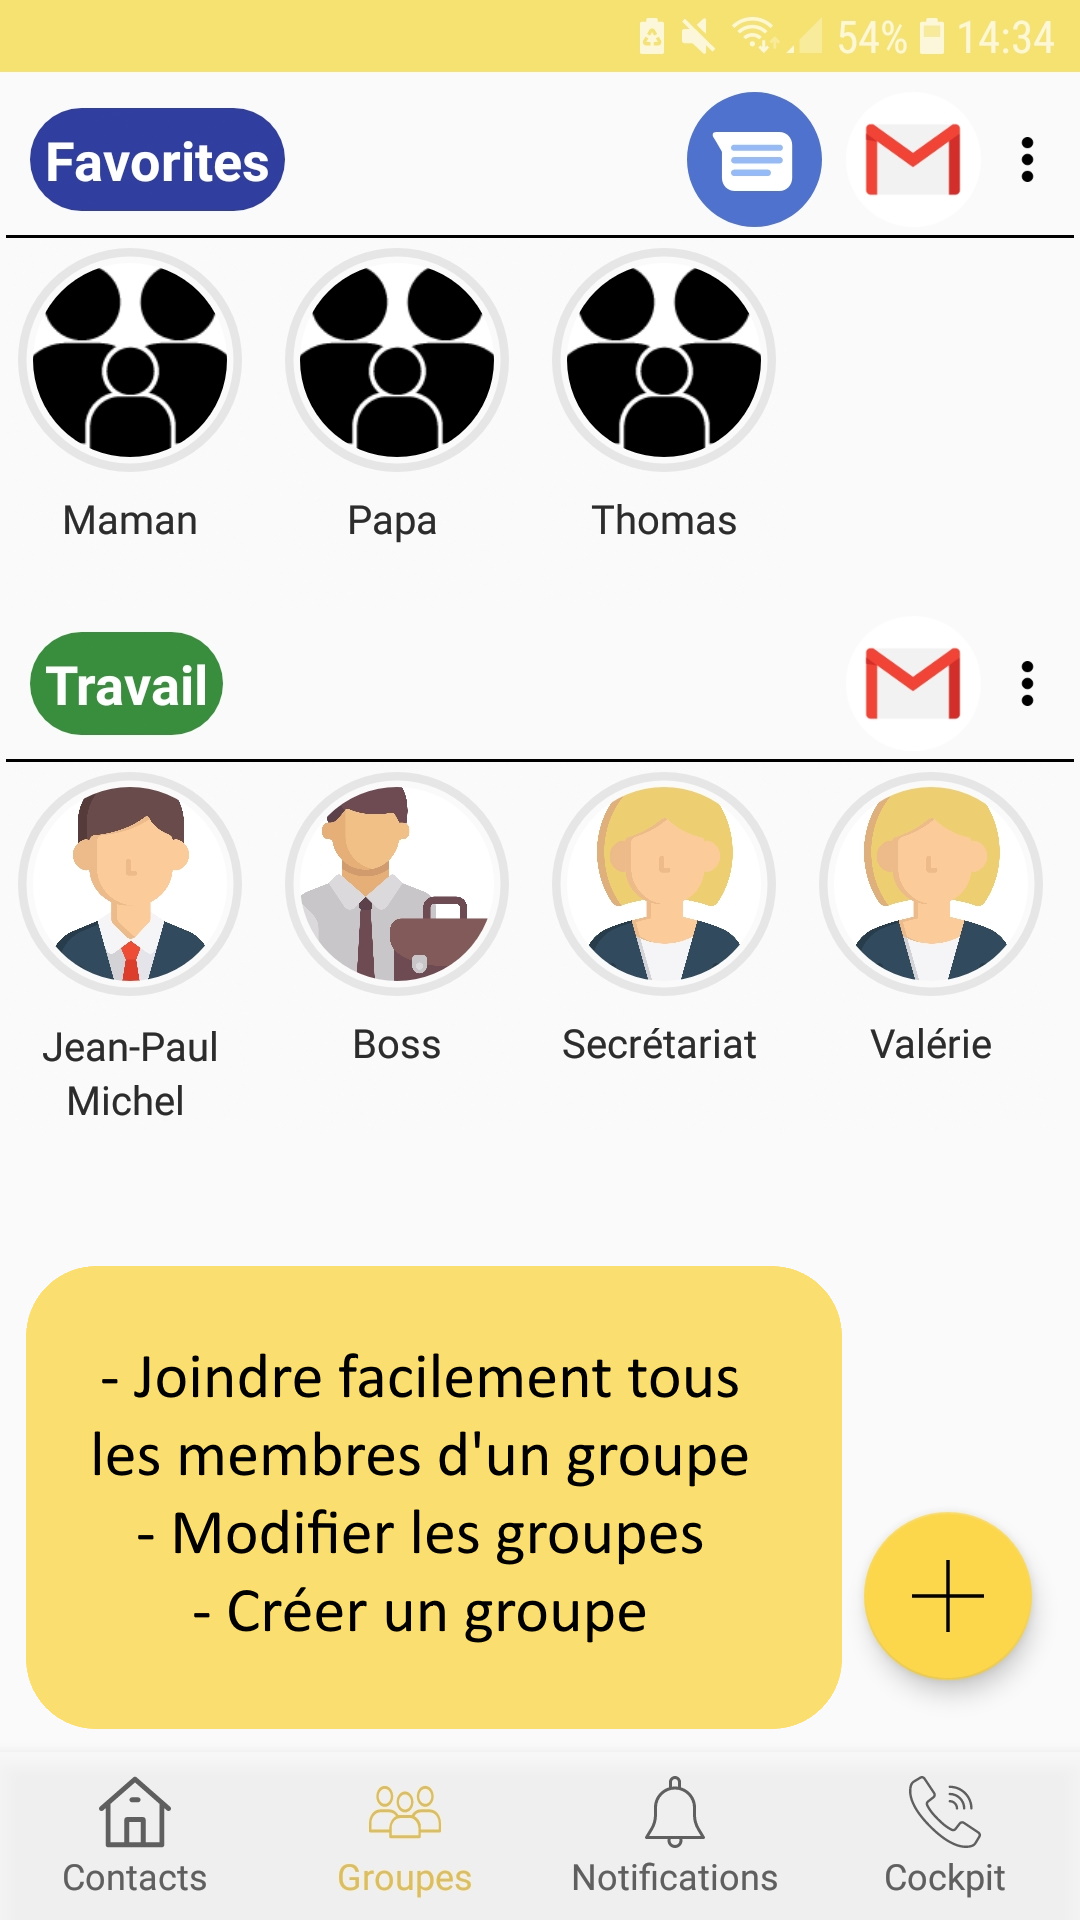 54% 14:34
Favorites
Maman Papa Thomas
Travail
Jean-Paul Boss Secrétariat Valérie
Michel
- Joindre facilement tous
les membres d'un groupe
- Modifier les groupes
- Créer un groupe
Contacts Groupes Notifications Cockpit